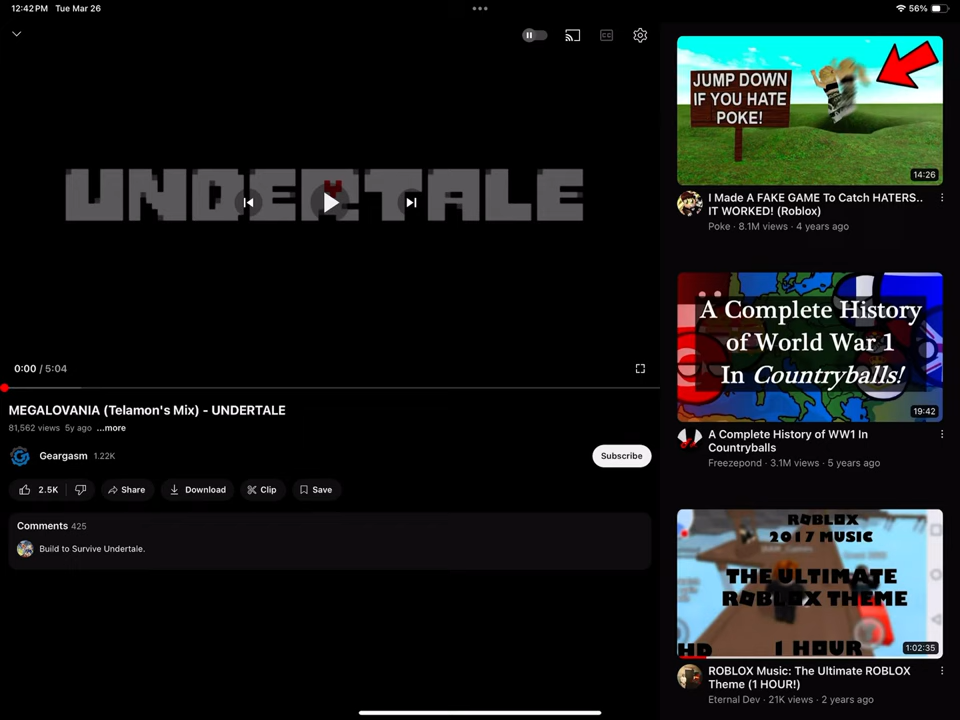 12:42 PM Tue Mar 26
56%
CC
UNDERTALE
0:00 / 5:04
MEGALOVANIA (Telamon's Mix) - UNDERTALE
81,562 views 5y ago ...more
Geargasm 1.22K
Subscribe
2.5K
Share
Download
Clip
Save
Comments 425
Build to Survive Undertale.
JUMP DOWN
IF YOU HATE
POKE!
14:26
I Made A FAKE GAME To Catch HATERS..
IT WORKED! (Roblox)
Poke · 8.1M views · 4 years ago
A Complete History
of World War 1
In Countryballs!
19:42
A Complete History of WW1 In
Countryballs
Freezepond · 3.1M views · 5 years ago
ROBLOX
2017 MUSIC
THE ULTIMATE
ROBLOX THEME
1 HOUR
HD
1:02:35
ROBLOX Music: The Ultimate ROBLOX
Theme (1 HOUR!)
Eternal Dev · 21K views · 2 years ago